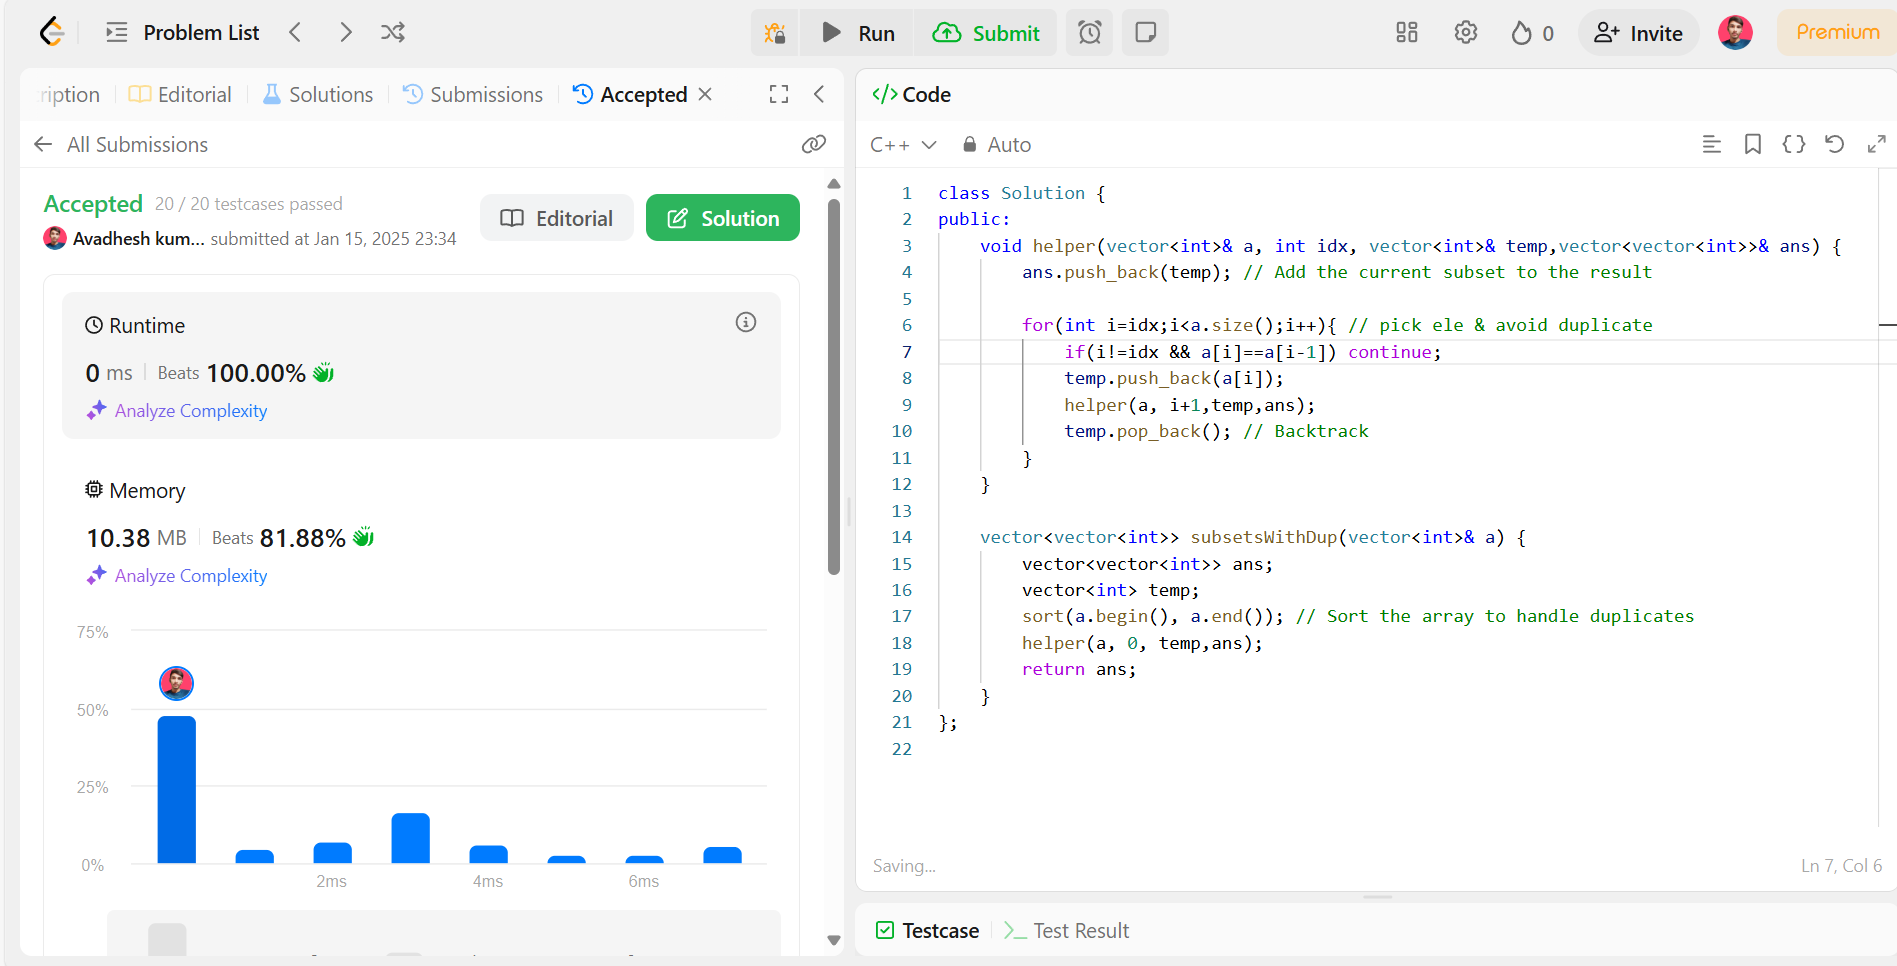 Problem List
Run
Submit
0
Invite
Premium
ription
Editorial
Solutions
Submissions
Accepted
All Submissions
Accepted 20 / 20 testcases passed
Avadhesh kum... submitted at Jan 15, 2025 23:34
Editorial
Solution
Runtime
0 ms Beats 100.00%
Analyze Complexity
Memory
10.38 MB Beats 81.88%
Analyze Complexity
75%
50%
25%
0%
2ms
4ms
6ms
</> Code
C++
Auto
1 class Solution {
2 public:
3 void helper(vector<int>& a, int idx, vector<int>& temp,vector<vector<int>>& ans) {
4 ans.push_back(temp); // Add the current subset to the result
5
6 for(int i=idx;i<a.size();i++){ // pick ele & avoid duplicate
7 if(i!=idx && a[i]==a[i-1]) continue;
8 temp.push_back(a[i]);
9 helper(a, i+1,temp,ans);
10 temp.pop_back(); // Backtrack
11 }
12 }
13
14 vector<vector<int>> subsetsWithDup(vector<int>& a) {
15 vector<vector<int>> ans;
16 vector<int> temp;
17 sort(a.begin(), a.end()); // Sort the array to handle duplicates
18 helper(a, 0, temp,ans);
19 return ans;
20 }
21 };
22
Saving...
Ln 7, Col 6
Testcase
Test Result